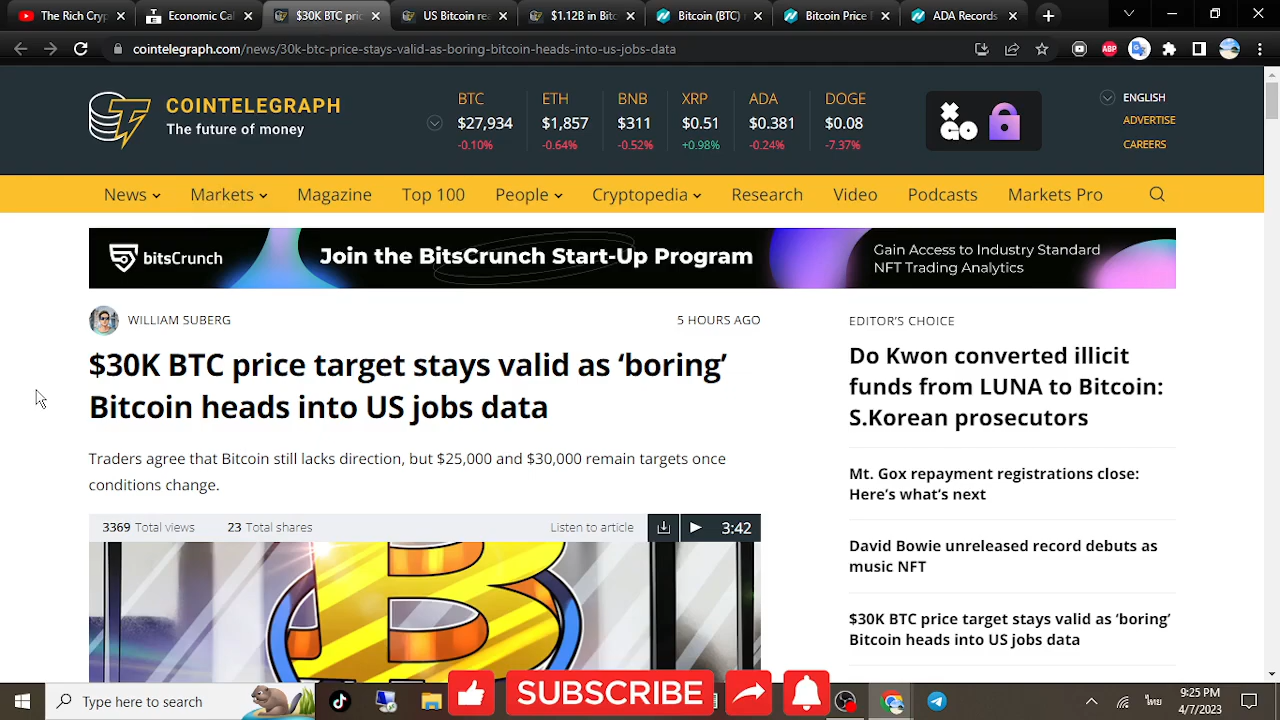 The Rich Cryp
Economic Cal
$30K BTC pric
US Bitcoin rea
$1.12B in Bitc
Bitcoin (BTC)
Bitcoin Price
ADA Records
cointelegraph.com/news/30k-btc-price-stays-valid-as-boring-bitcoin-heads-into-us-jobs-data
ABP
COINTELEGRAPH
The future of money
BTC ETH BNB XRP ADA DOGE
$27,934 $1,857 $311 $0.51 $0.381 $0.08
-0.10% -0.64% -0.52% +0.98% -0.24% -7.37%
ENGLISH
ADVERTISE
CAREERS
News Markets Magazine Top 100 People Cryptopedia Research Video Podcasts Markets Pro
bitsCrunch
Join the BitsCrunch Start-Up Program
Gain Access to Industry Standard
NFT Trading Analytics
WILLIAM SUBERG
5 HOURS AGO
$30K BTC price target stays valid as ‘boring’
Bitcoin heads into US jobs data
Traders agree that Bitcoin still lacks direction, but $25,000 and $30,000 remain targets once
conditions change.
3369 Total views 23 Total shares Listen to article 3:42
EDITOR’S CHOICE
Do Kwon converted illicit
funds from LUNA to Bitcoin:
S.Korean prosecutors
Mt. Gox repayment registrations close:
Here’s what’s next
David Bowie unreleased record debuts as
music NFT
$30K BTC price target stays valid as ‘boring’
Bitcoin heads into US jobs data
SUBSCRIBE
Type here to search
9:25 PM
4/7/2023